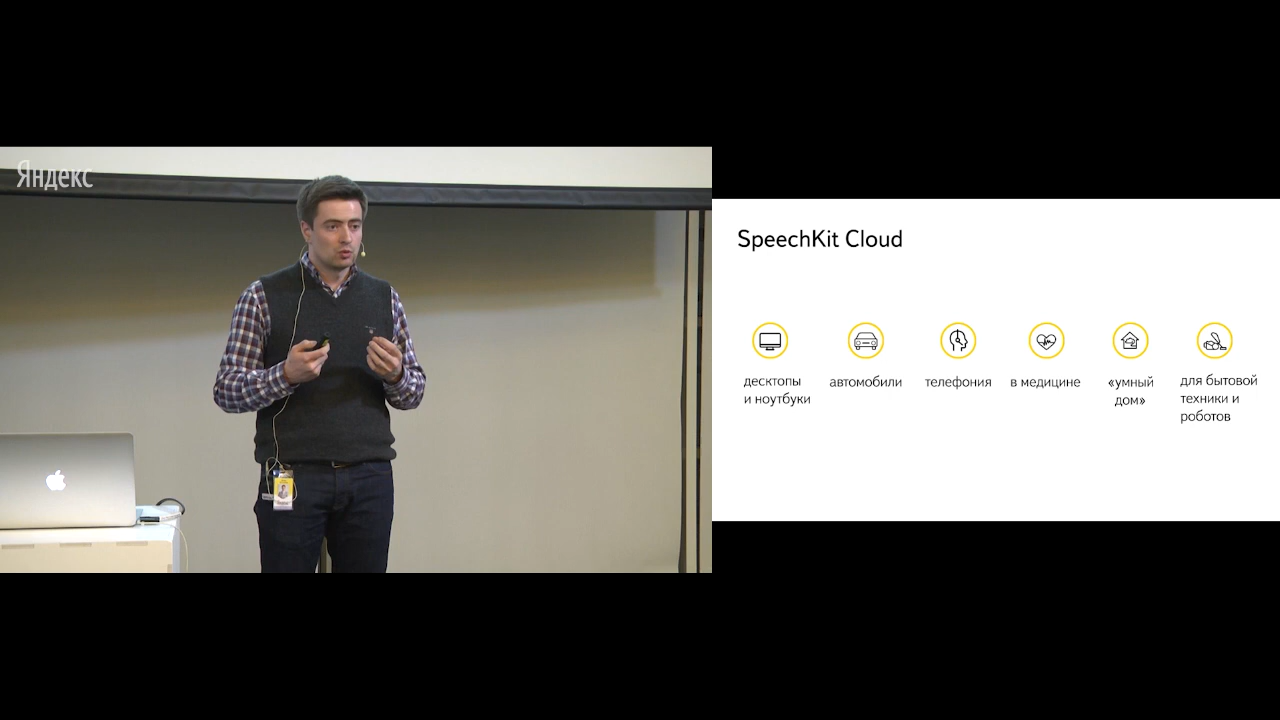 Яндекс
SpeechKit Cloud
десктопы
и ноутбуки
автомобили
телефония
в медицине
«умный
дом»
для бытовой
техники и
роботов